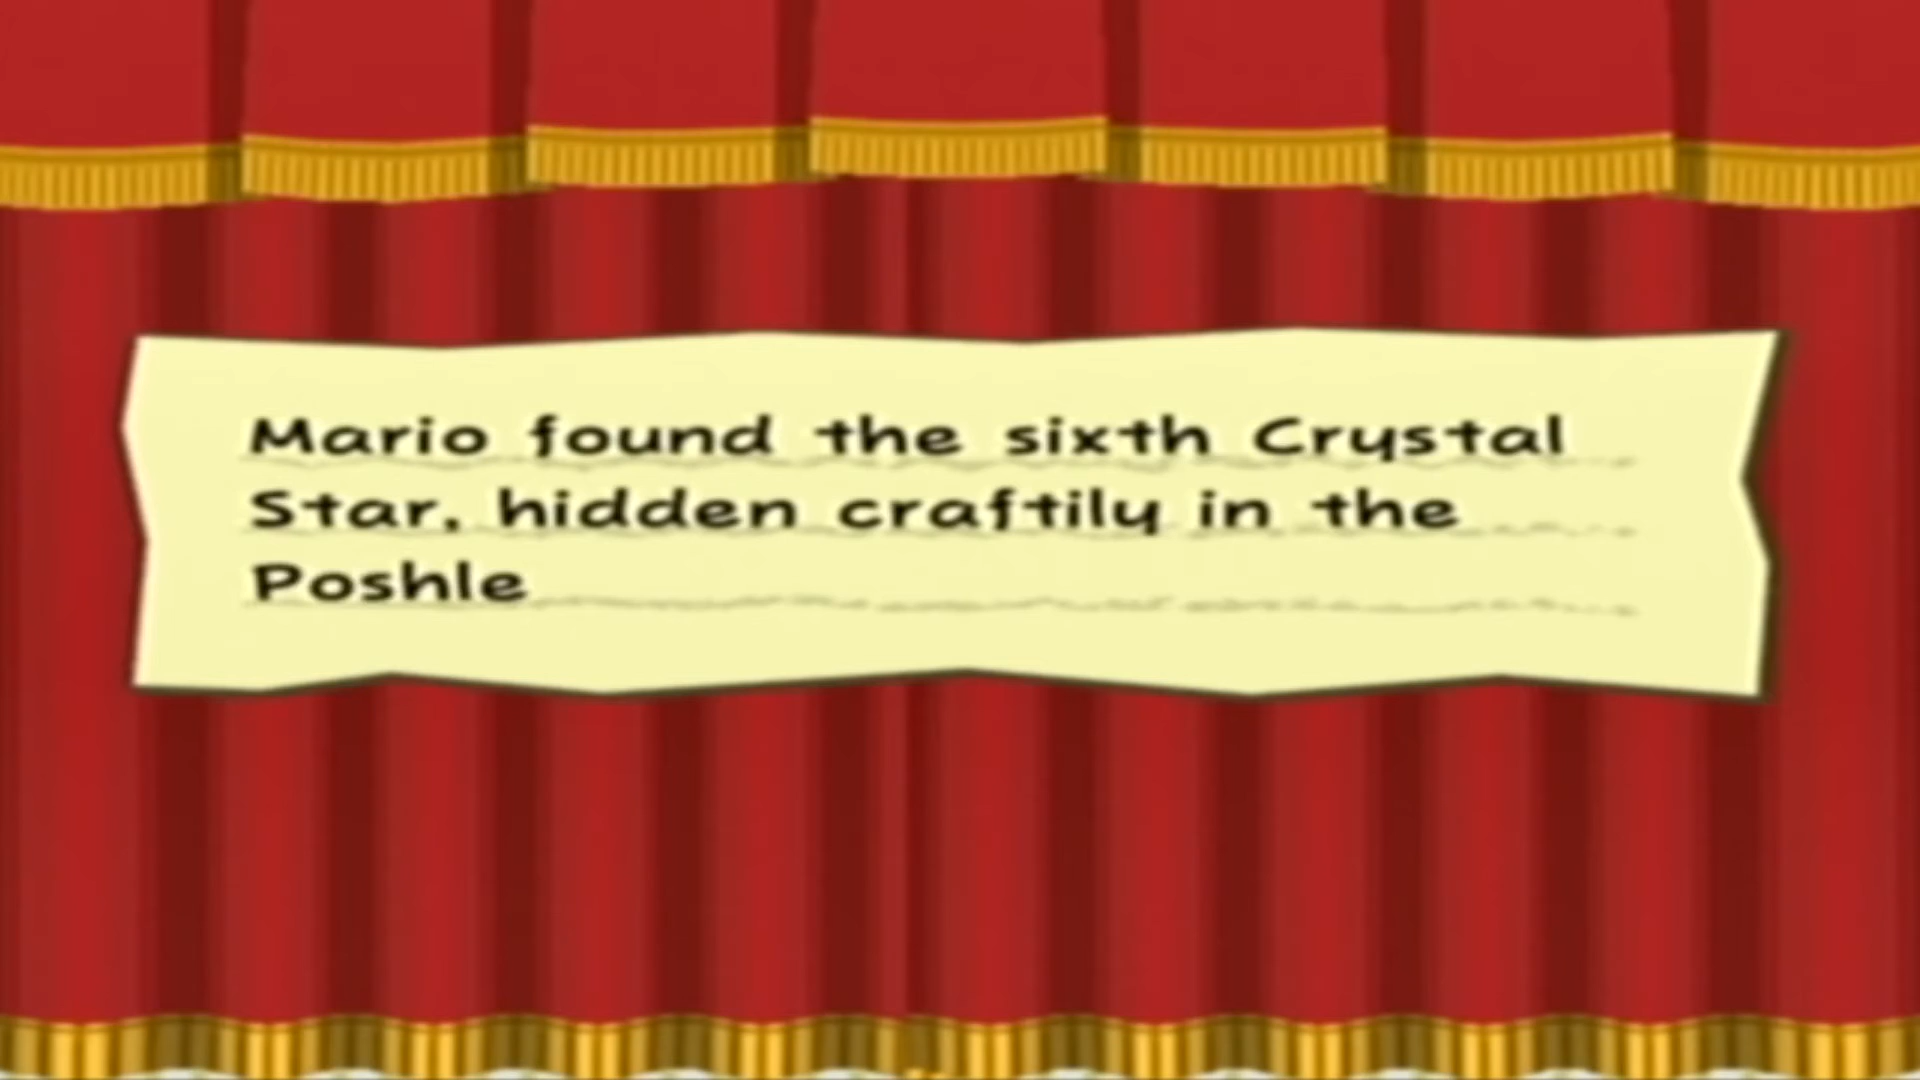 Mario found the sixth Crystal
Star, hidden craftily in the
Poshle